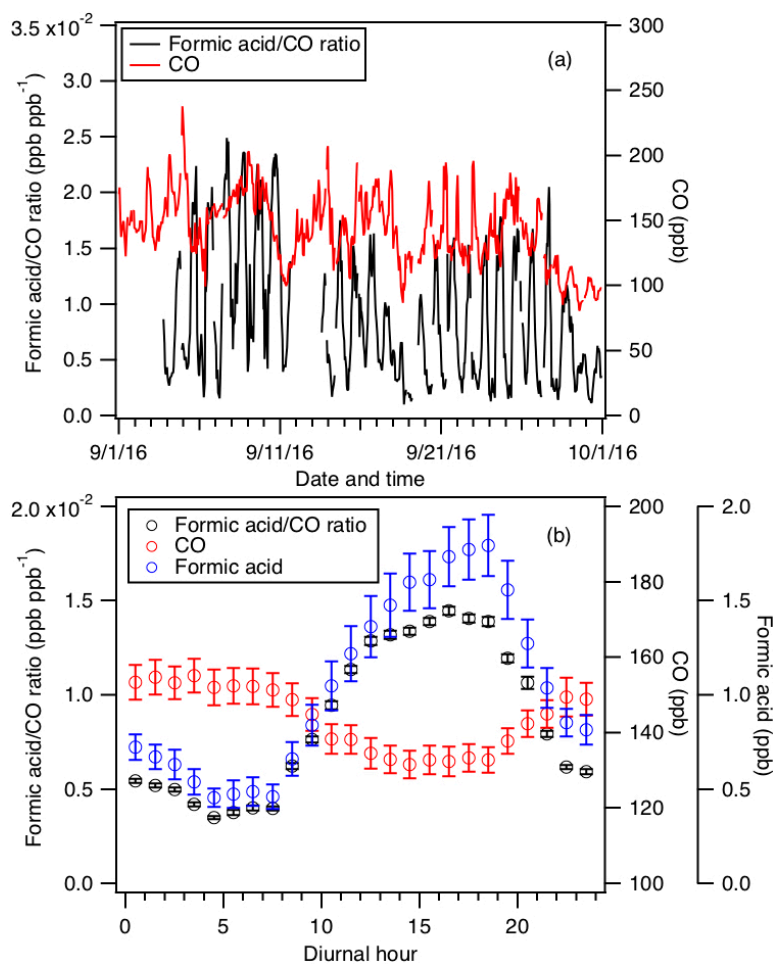 3.5 x10-2
3.0
2.5
2.0
1.5
1.0
0.5
0.0
Formic acid/CO ratio (ppb ppb-1)
Formic acid/CO ratio
CO
(a)
300
250
200
150
100
50
0
CO (ppb)
9/1/16 9/11/16 9/21/16 10/1/16
Date and time
2.0 x10-2
1.5
1.0
0.5
0.0
Formic acid/CO ratio (ppb ppb-1)
Formic acid/CO ratio
CO
Formic acid
(b)
200
180
160
140
120
100
CO (ppb)
2.0
1.5
1.0
0.5
0.0
Formic acid (ppb)
0 5 10 15 20
Diurnal hour